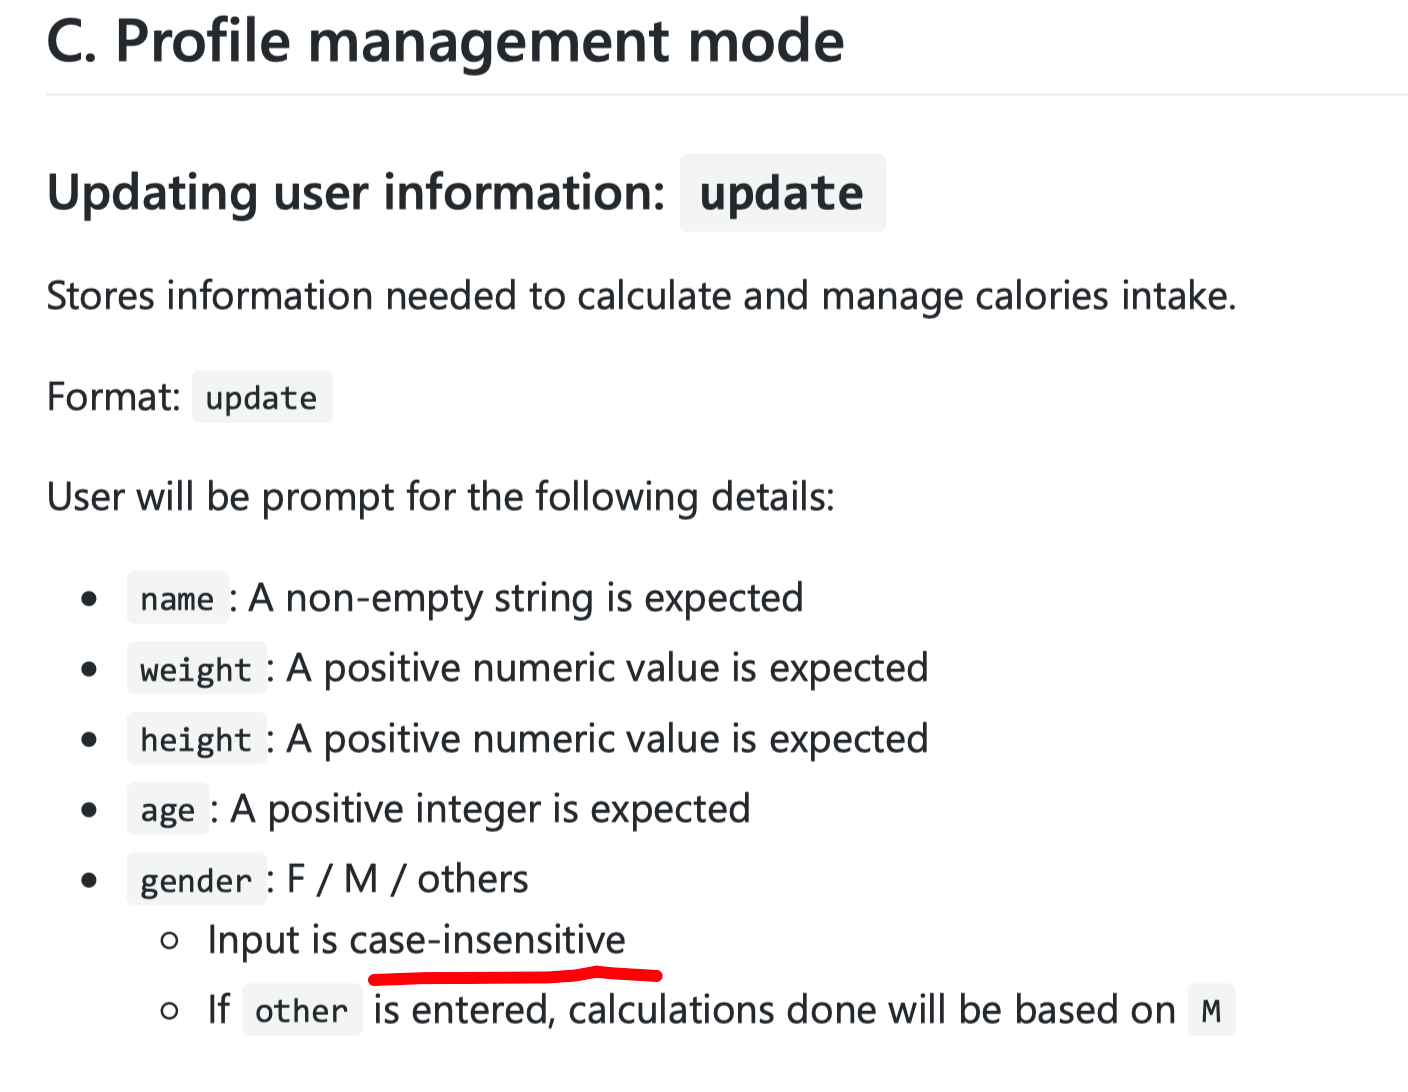 C. Profile management mode
Updating user information: update
Stores information needed to calculate and manage calories intake.
Format: update
User will be prompt for the following details:
name : A non-empty string is expected
weight : A positive numeric value is expected
height : A positive numeric value is expected
age : A positive integer is expected
gender : F / M / others
Input is case-insensitive
If other is entered, calculations done will be based on M